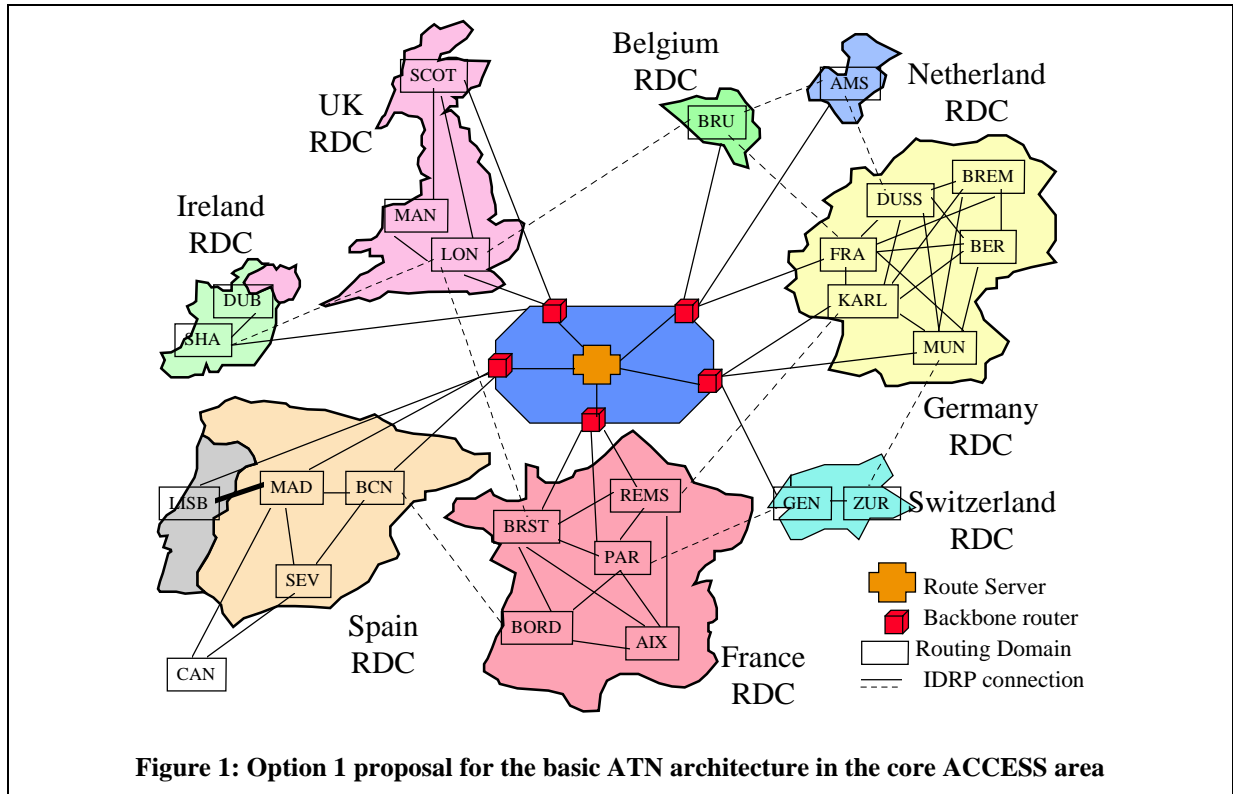 Belgium
RDC
Netherland
RDC
UK
RDC
SCOT
AMS
BRU
BREM
DUSS
Ireland
RDC
MAN
LON
FRA
BER
KARL
DUB
SHA
MUN
Germany
RDC
LISB
MAD
BCN
REMS
GEN
ZUR
Switzerland
RDC
BRST
PAR
SEV
BORD
AIX
Spain
RDC
CAN
France
RDC
Route Server
Backbone router
Routing Domain
IDRP connection
Figure 1: Option 1 proposal for the basic ATN architecture in the core ACCESS area